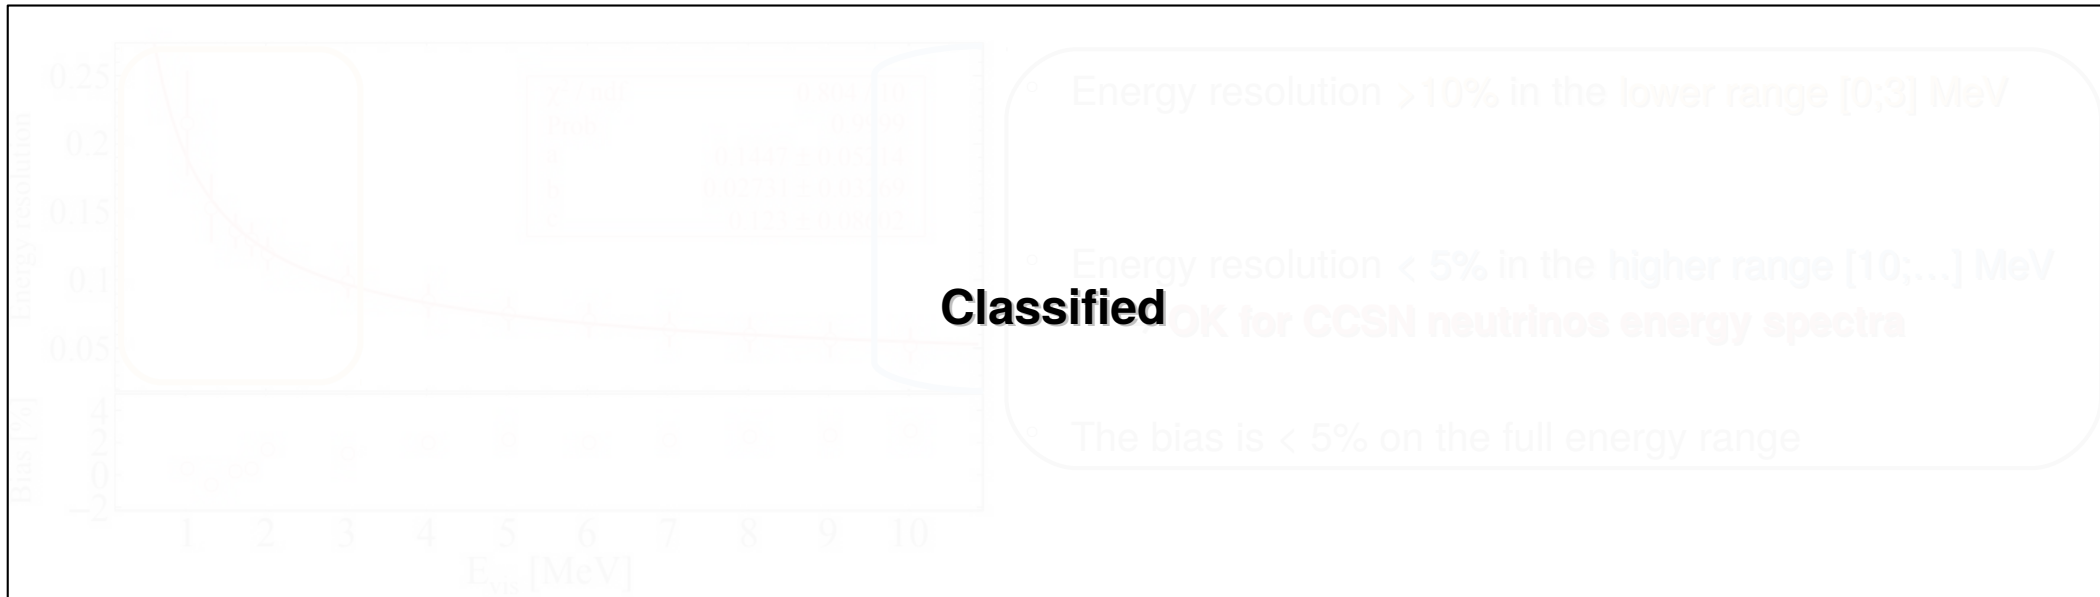 0.25
0.2
0.15
0.1
0.05
Energy resolution
4
2
0
−2
Bias [%]
1 2 3 4 5 6 7 8 9 10
E_vis. [MeV]
Classified
Energy resolution >10% in the lower range [0;3] MeV
Energy resolution < 5% in the higher range [10;...] MeV
OK for CCSN neutrinos energy spectra
The bias is < 5% on the full energy range